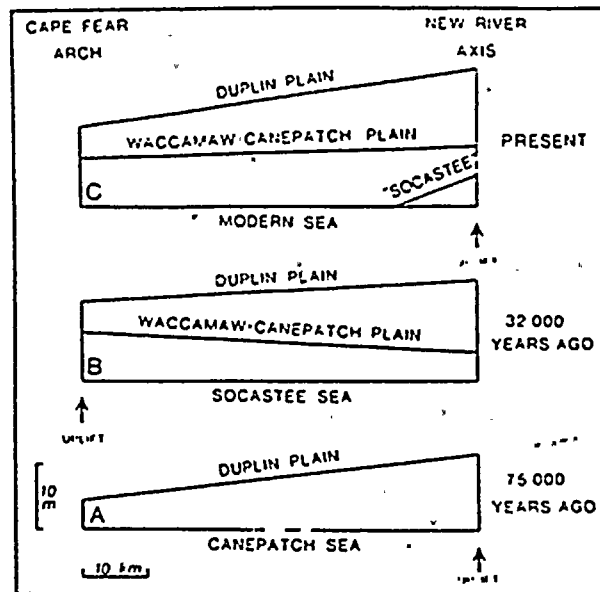 CAPE FEAR
ARCH
NEW RIVER
AXIS
DUPLIN PLAIN
WACCAMAW-CANEPATCH PLAIN
PRESENT
C
"SOCASTEE"
MODERN SEA
DUPLIN PLAIN
WACCAMAW-CANEPATCH PLAIN
32 000
YEARS AGO
B
SOCASTEE SEA
UPLIFT
DUPLIN PLAIN
75 000
YEARS AGO
10
m
A
CANEPATCH SEA
10 km